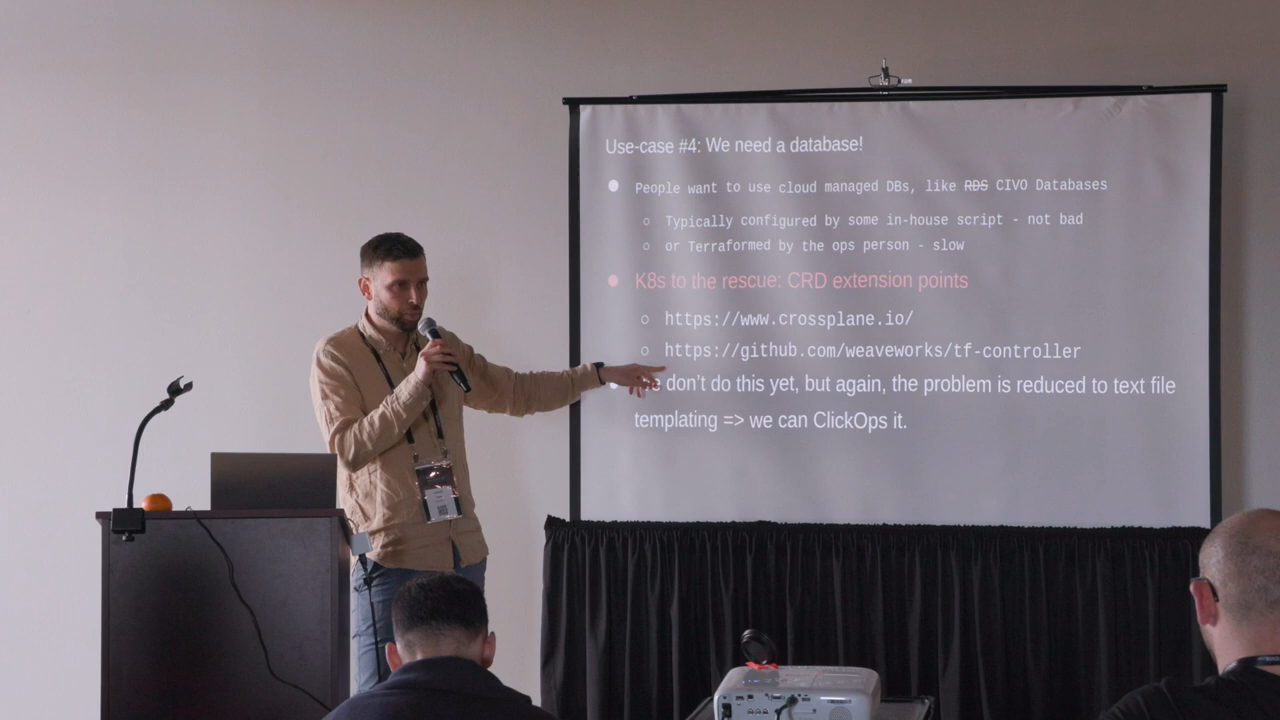 Use-case #4: We need a database!
People want to use cloud managed DBs, like RDS CIVO Databases
Typically configured by some in-house script - not bad
or Terraformed by the ops person - slow
K8s to the rescue: CRD extension points
https://www.crossplane.io/
https://github.com/weaveworks/tf-controller
don't do this yet, but again, the problem is reduced to text file
templating => we can ClickOps it.